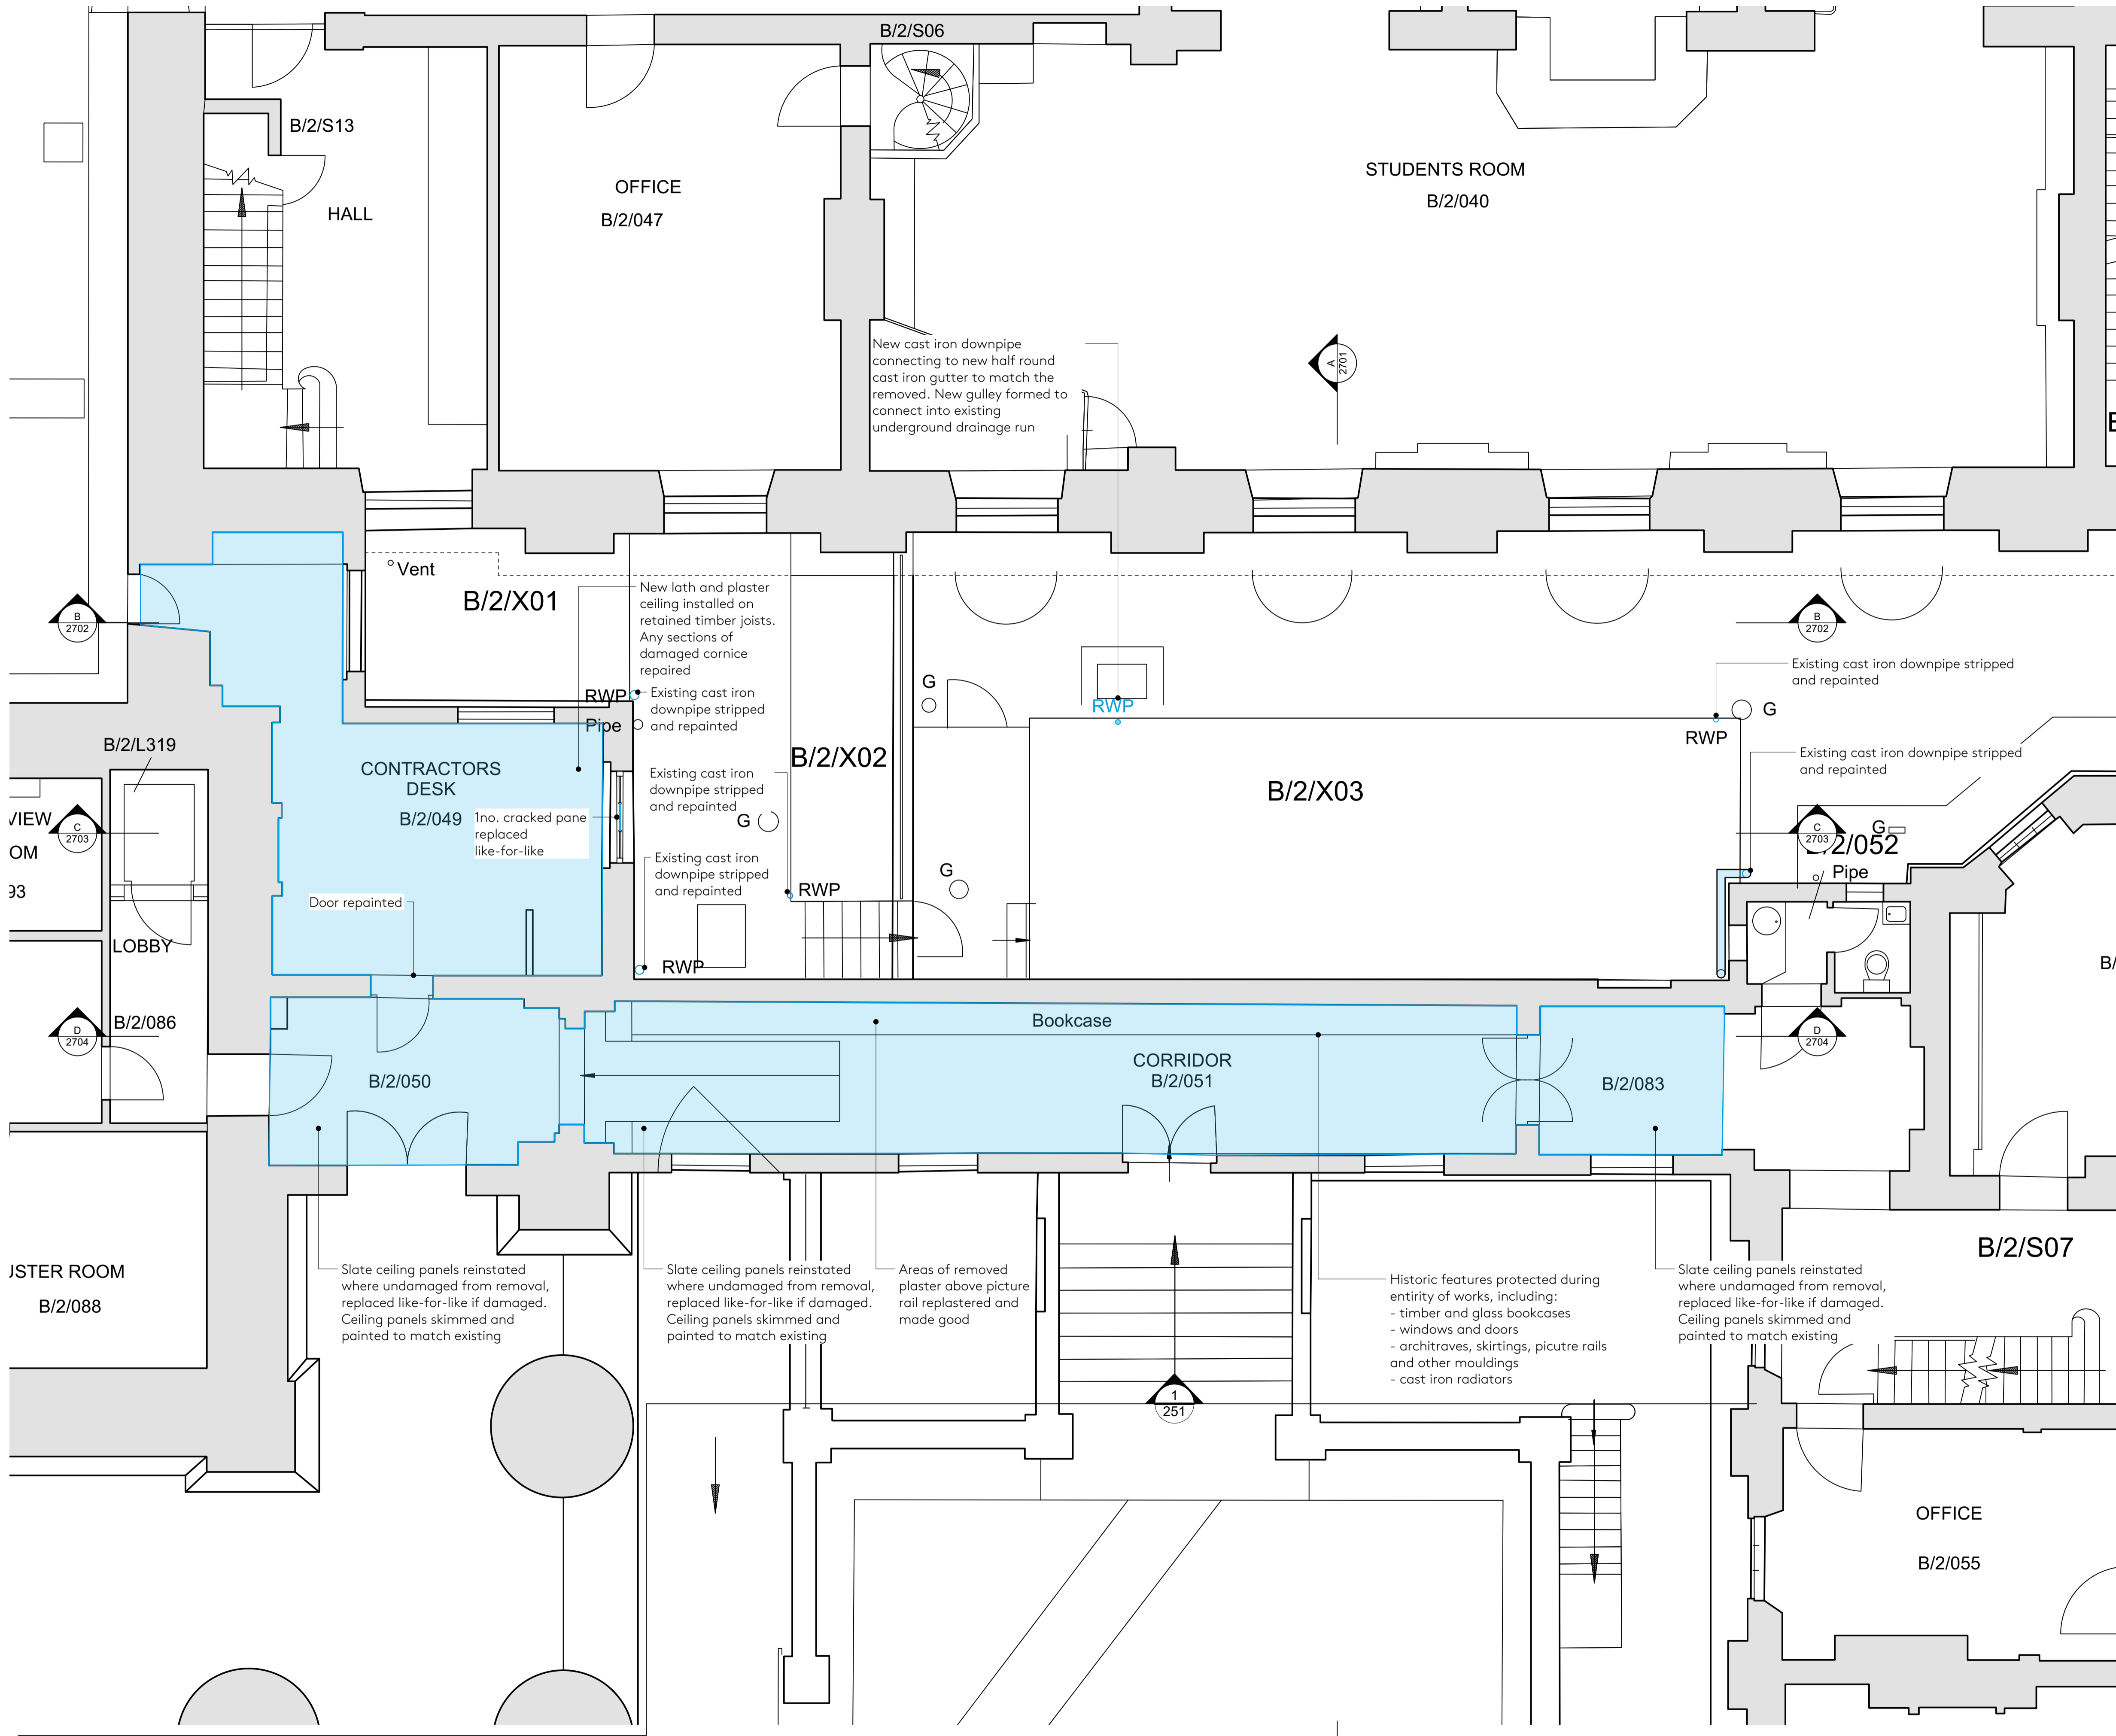 B/2/S06
B/2/S13
HALL
OFFICE
B/2/047
STUDENTS ROOM
B/2/040
New cast iron downpipe
connecting to new half round
cast iron gutter to match the
removed. New gulley formed to
connect into existing
underground drainage run
A
2701
Vent
B/2/X01
New lath and plaster
ceiling installed on
retained timber joists.
Any sections of
damaged cornice
repaired
B
2702
B
2702
RWP
Existing cast iron
downpipe stripped
and repainted
Pipe
G
RWP
Existing cast iron downpipe stripped
and repainted
G
RWP
B/2/L319
CONTRACTORS
DESK
B/2/049
1no. cracked pane
replaced
like-for-like
Existing cast iron
downpipe stripped
and repainted
G
B/2/X02
B/2/X03
Existing cast iron downpipe stripped
and repainted
VIEW
OM
93
C
2703
C
2703
G
2/052
Pipe
Existing cast iron
downpipe stripped
and repainted
RWP
G
Door repainted
LOBBY
RWP
B/2/086
D
2704
Bookcase
D
2704
B/2/050
CORRIDOR
B/2/051
B/2/083
B/
USTER ROOM
B/2/088
Slate ceiling panels reinstated
where undamaged from removal,
replaced like-for-like if damaged.
Ceiling panels skimmed and
painted to match existing
Slate ceiling panels reinstated
where undamaged from removal,
replaced like-for-like if damaged.
Ceiling panels skimmed and
painted to match existing
Areas of removed
plaster above picture
rail replastered and
made good
Historic features protected during
entirity of works, including:
- timber and glass bookcases
- windows and doors
- architraves, skirtings, picutre rails
and other mouldings
- cast iron radiators
Slate ceiling panels reinstated
where undamaged from removal,
replaced like-for-like if damaged.
Ceiling panels skimmed and
painted to match existing
B/2/S07
1
251
OFFICE
B/2/055